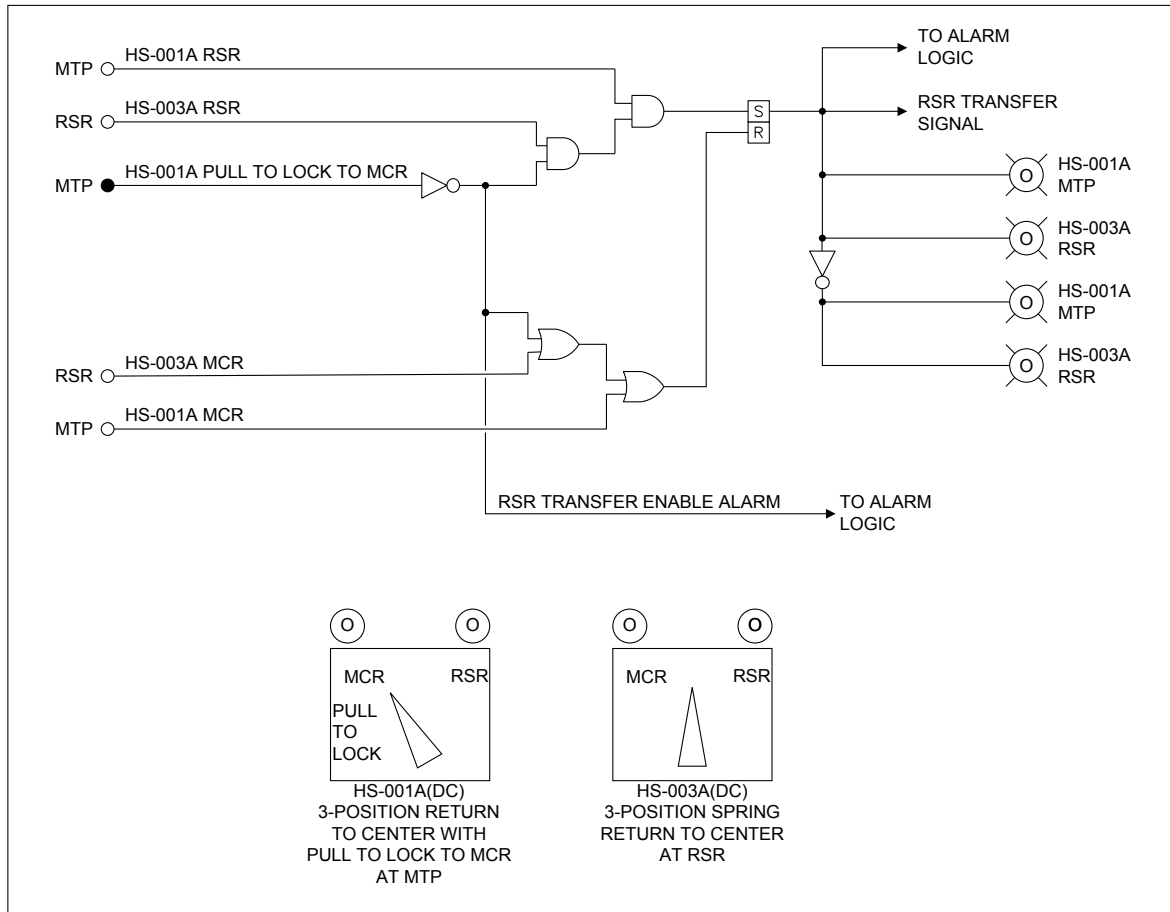 MTP HS-001A RSR
RSR HS-003A RSR
MTP HS-001A PULL TO LOCK TO MCR
S
R
TO ALARM
LOGIC
RSR TRANSFER
SIGNAL
O HS-001A
MTP
O HS-003A
RSR
O HS-001A
MTP
O HS-003A
RSR
RSR HS-003A MCR
MTP HS-001A MCR
RSR TRANSFER ENABLE ALARM
TO ALARM
LOGIC
O O
MCR RSR
PULL
TO
LOCK
HS-001A(DC)
3-POSITION RETURN
TO CENTER WITH
PULL TO LOCK TO MCR
AT MTP
O O
MCR RSR
HS-003A(DC)
3-POSITION SPRING
RETURN TO CENTER
AT RSR